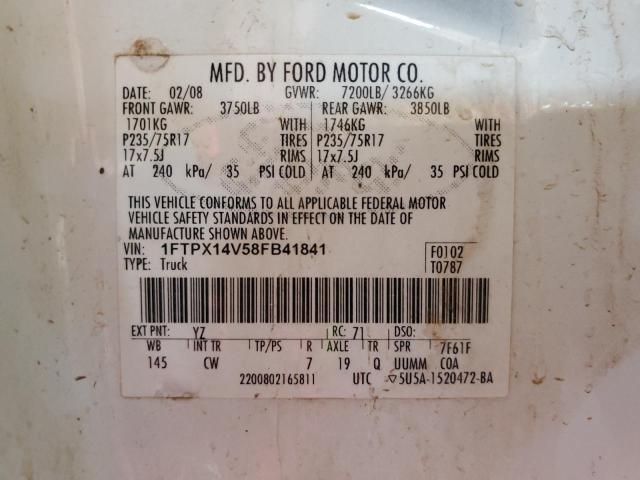 MFD. BY FORD MOTOR CO.
DATE: 02/08 GVWR: 7200LB/ 3266KG
FRONT GAWR: 3750LB REAR GAWR: 3850LB
1701KG WITH 1746KG WITH
P235/75R17 TIRES P235/75R17 TIRES
17x7.5J RIMS 17x7.5J RIMS
AT 240 kPa/ 35 PSI COLD AT 240 kPa/ 35 PSI COLD
THIS VEHICLE CONFORMS TO ALL APPLICABLE FEDERAL MOTOR
VEHICLE SAFETY STANDARDS IN EFFECT ON THE DATE OF
MANUFACTURE SHOWN ABOVE.
VIN: 1FTPX14V58FB41841 F0102
TYPE: Truck T0787
EXT PNT: YZ RC: 71 DSO:
WB INT TR TP/PS R AXLE TR SPR 7F61F
145 CW 7 19 Q UUMM COA
2200802165811 UTC ▽5U5A-1520472-BA